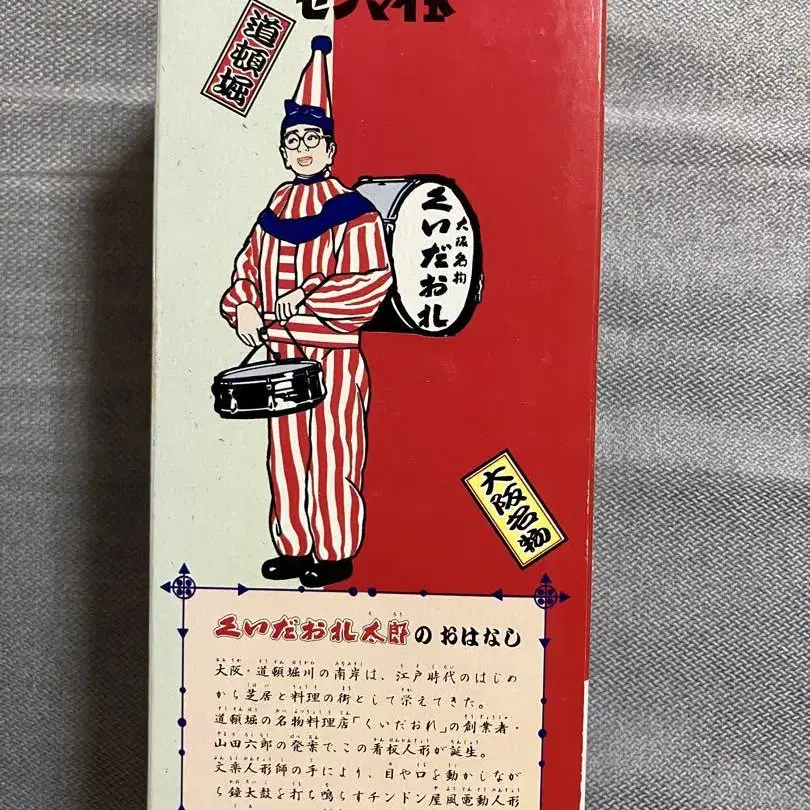 ゼンマイ式
道頓堀
大阪名物
くいだおれ
大阪名物
くいだおれ太郎のおはなし
大阪・道頓堀川の南岸は、江戸時代のはじめ
から芝居と料理の街として栄えてきた。
道頓堀の名物料理店「くいだおれ」の創業者・
山田六郎の発案で、この看板人形が誕生。
文楽人形師の手により、目や口を動かしなが
ら鐘太鼓を打ち鳴らすチンドン屋風電動人形